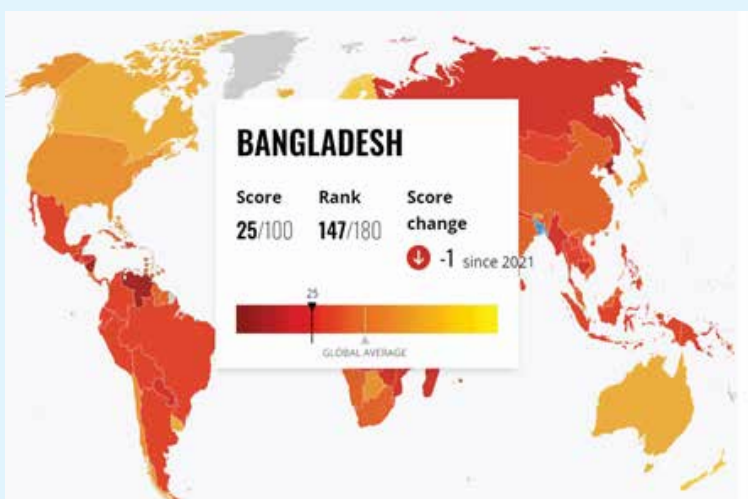 BANGLADESH
Score Rank Score change
25/100 147/180 -1 since 2021
25
GLOBAL AVERAGE